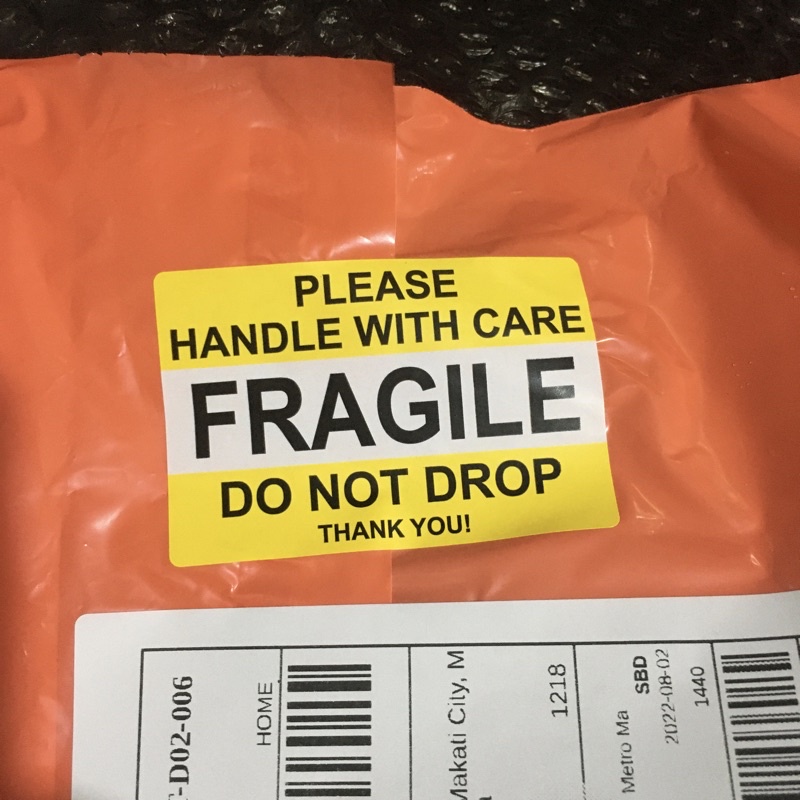 PLEASE
HANDLE WITH CARE
FRAGILE
DO NOT DROP
THANK YOU!
-D02-006
HOME
Makati City, M
1218
Metro Ma
SBD
2022-08-02
1440